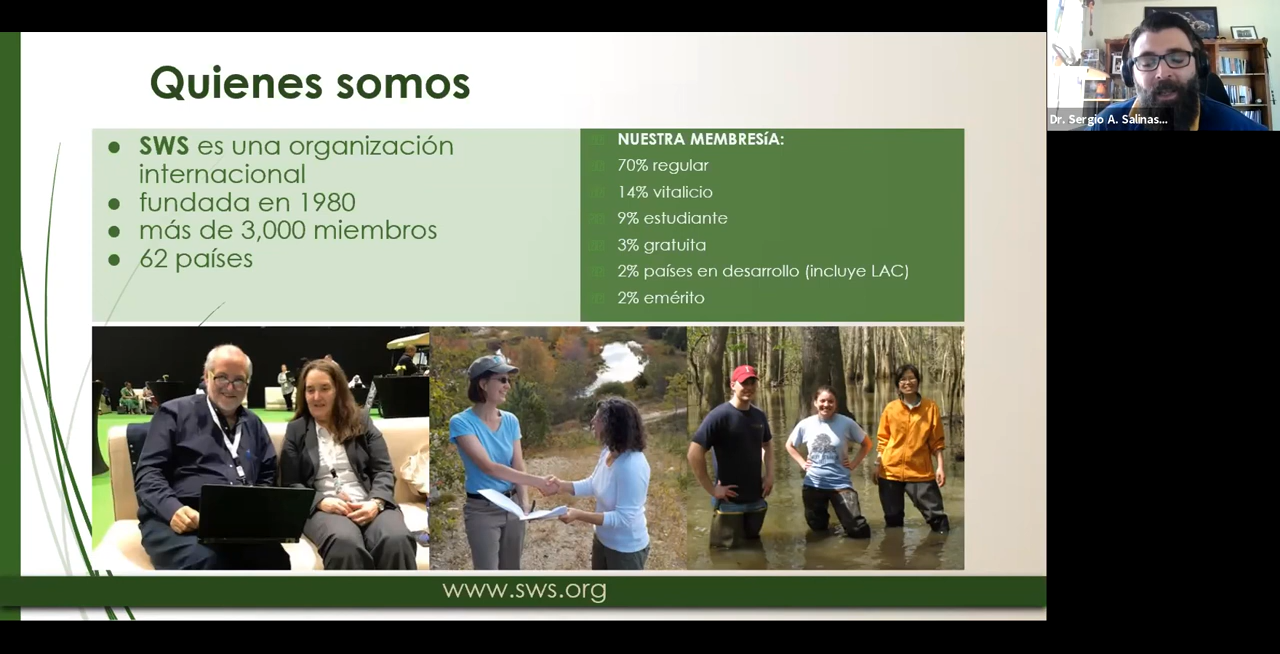 Quienes somos
● SWS es una organización
internacional
● fundada en 1980
● más de 3,000 miembros
● 62 países
NUESTRA MEMBRESíA:
70% regular
14% vitalicio
9% estudiante
3% gratuita
2% países en desarrollo (incluye LAC)
2% emérito
www.sws.org
Dr. Sergio A. Salinas...